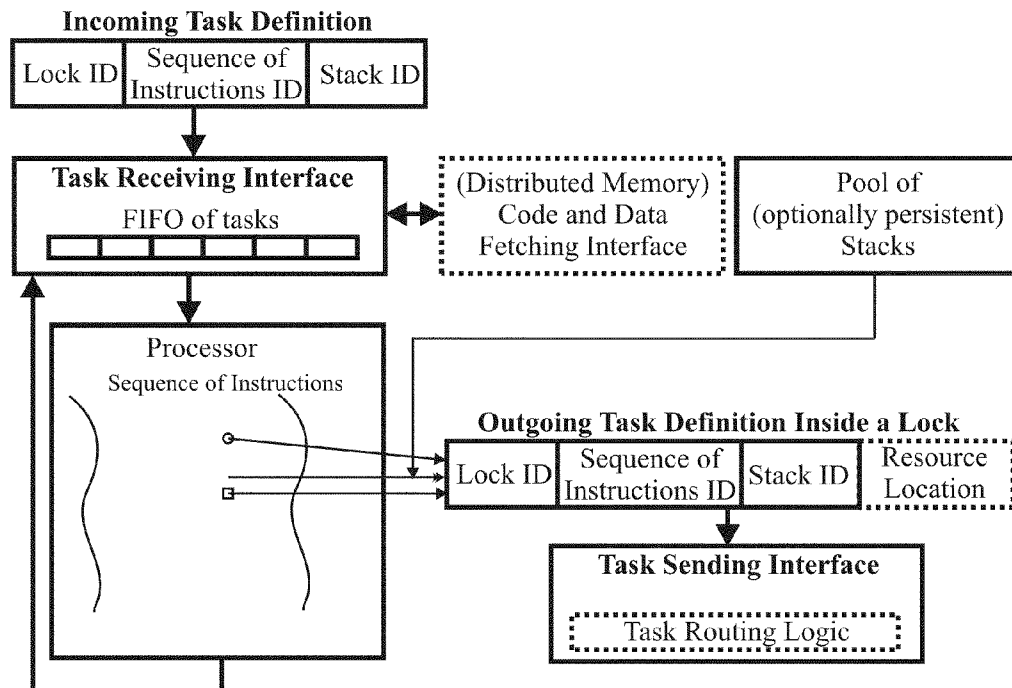 Incoming Task Definition
Lock ID
Sequence of
Instructions ID
Stack ID
Task Receiving Interface
FIFO of tasks
(Distributed Memory)
Code and Data
Fetching Interface
Pool of
(optionally persistent)
Stacks
Processor
Sequence of Instructions
Outgoing Task Definition Inside a Lock
Lock ID
Sequence of
Instructions ID
Stack ID
Resource
Location
Task Sending Interface
Task Routing Logic